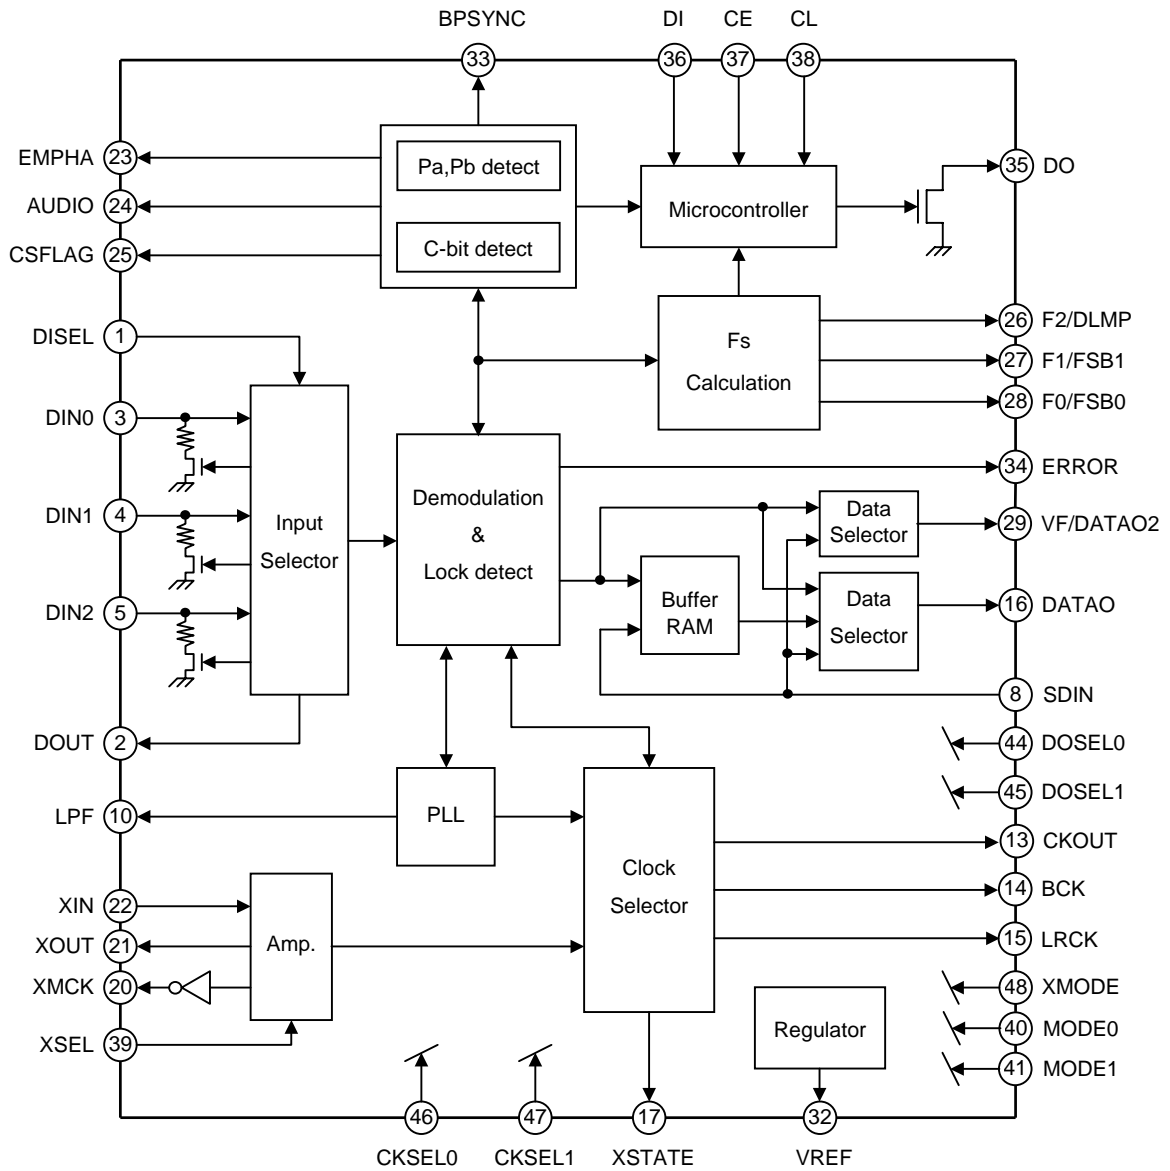 BPSYNC DI CE CL
33 36 37 38
EMPHA 23
AUDIO 24
CSFLAG 25
Pa,Pb detect
C-bit detect
Microcontroller
35 DO
DISEL 1
Fs
Calculation
26 F2/DLMP
27 F1/FSB1
28 F0/FSB0
DIN0 3
DIN1 4
DIN2 5
Input
Selector
Demodulation
&
Lock detect
34 ERROR
Data
Selector
29 VF/DATAO2
Buffer
RAM
Data
Selector
16 DATAO
8 SDIN
DOUT 2
44 DOSEL0
45 DOSEL1
LPF 10
PLL
Clock
Selector
13 CKOUT
14 BCK
15 LRCK
XIN 22
XOUT 21
XMCK 20
XSEL 39
Amp.
Regulator
48 XMODE
40 MODE0
41 MODE1
46 47 17 32
CKSEL0 CKSEL1 XSTATE VREF